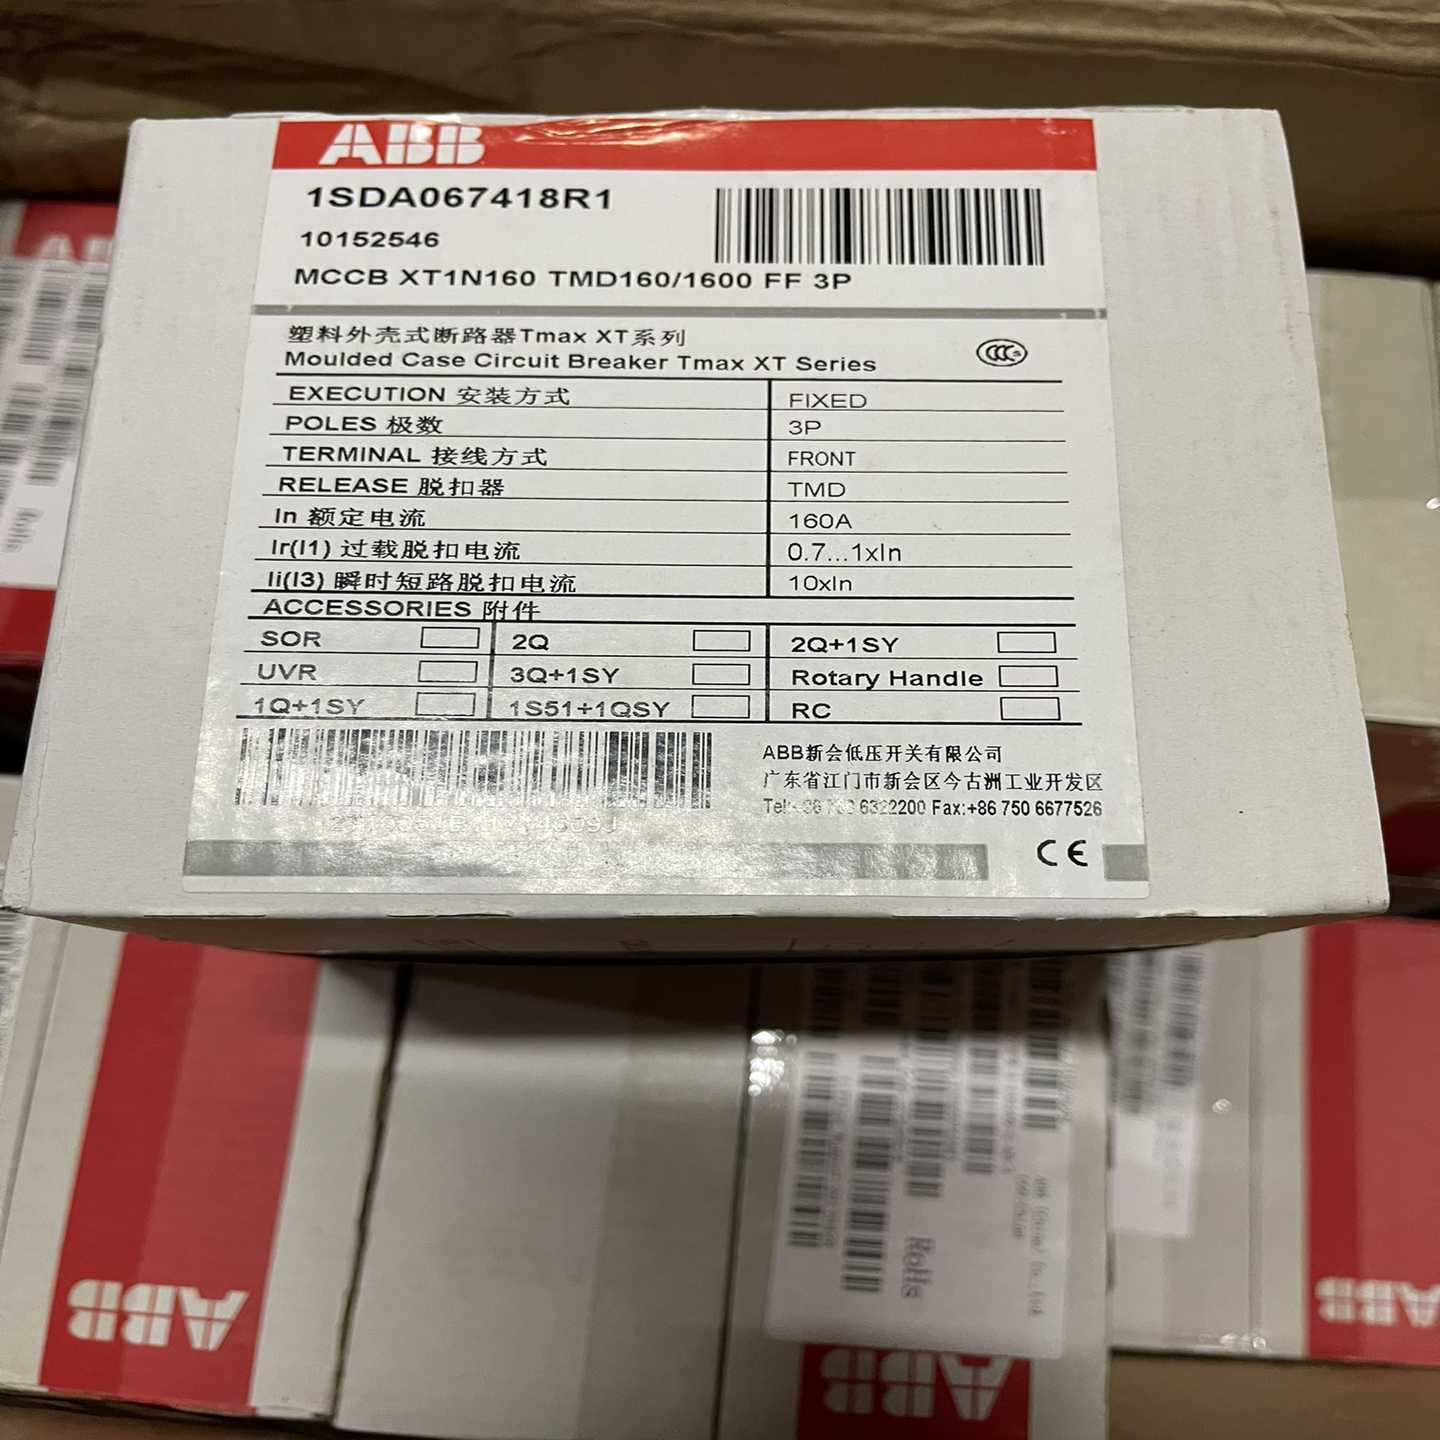 ABB
1SDA067418R1
10152546
MCCB XT1N160 TMD160/1600 FF 3P
塑料外壳式断路器Tmax XT系列
Moulded Case Circuit Breaker Tmax XT Series
EXECUTION 安装方式 FIXED
POLES 极数 3P
TERMINAL 接线方式 FRONT
RELEASE 脱扣器 TMD
In 额定电流 160A
Ir(I1) 过载脱扣电流 0.7...1xIn
Ii(I3) 瞬时短路脱扣电流 10xIn
ACCESSORIES 附件
SOR 2Q 2Q+1SY
UVR 3Q+1SY Rotary Handle
1Q+1SY 1S51+1QSY RC
ABB新会低压开关有限公司
广东省江门市新会区今古洲工业开发区
Fax:+86 750 6677526
CE
ABB
RoHs
ABB
RoHs
ABB
ABB